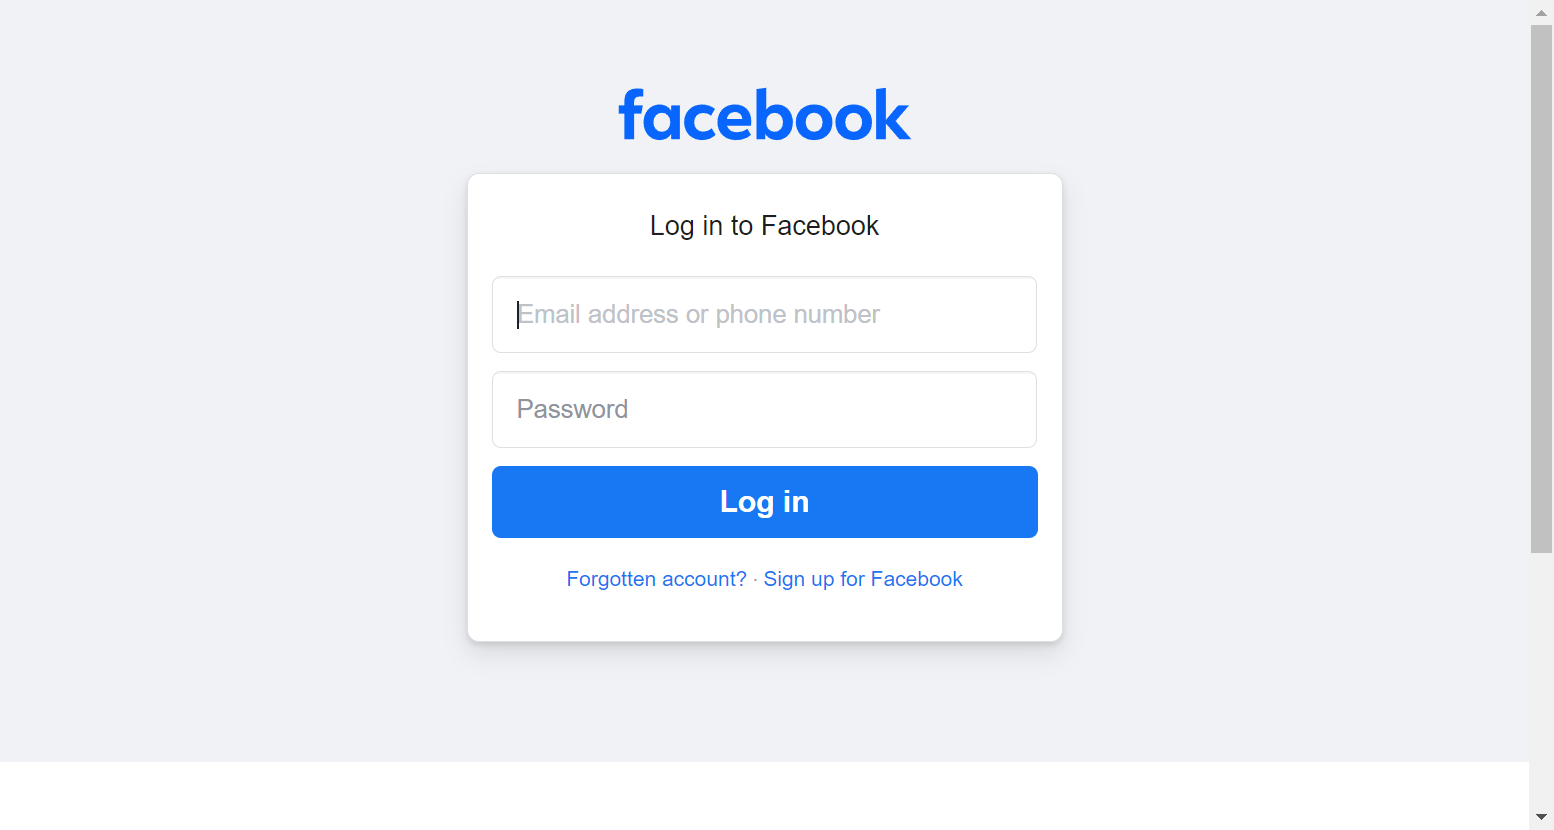 facebook
Log in to Facebook
Email address or phone number
Password
Log in
Forgotten account? · Sign up for Facebook